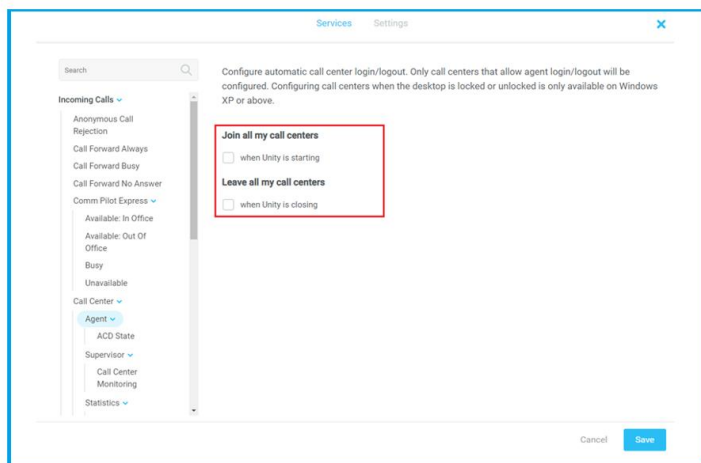 Services Settings
Search
Configure automatic call center login/logout. Only call centers that allow agent login/logout will be
configured. Configuring call centers when the desktop is locked or unlocked is only available on Windows
XP or above.
Incoming Calls
Anonymous Call
Rejection
Call Forward Always
Call Forward Busy
Call Forward No Answer
Comm Pilot Express
Available: In Office
Available: Out Of
Office
Busy
Unavailable
Call Center
Agent
ACD State
Supervisor
Call Center
Monitoring
Statistics
Join all my call centers
when Unity is starting
Leave all my call centers
when Unity is closing
Cancel Save